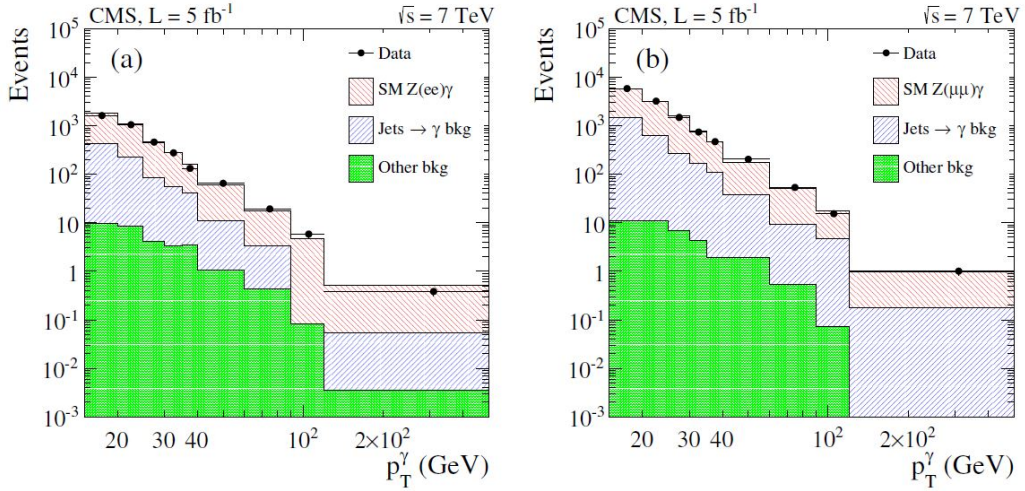 CMS, L = 5 fb⁻¹ √s = 7 TeV
Events
10⁵
10⁴
10³
10²
10
1
10⁻¹
10⁻²
10⁻³
(a)
Data
SM Z(ee)γ
Jets → γ bkg
Other bkg
20 30 40 10² 2×10²
p_T^γ (GeV)
CMS, L = 5 fb⁻¹ √s = 7 TeV
Events
10⁵
10⁴
10³
10²
10
1
10⁻¹
10⁻²
10⁻³
(b)
Data
SM Z(μμ)γ
Jets → γ bkg
Other bkg
20 30 40 10² 2×10²
p_T^γ (GeV)